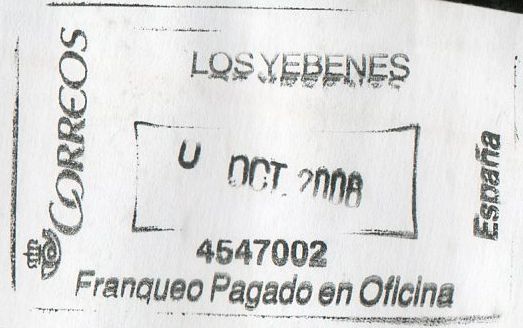 LOS YEBENES
CORREOS
OCT. 2008
España
4547002
Franqueo Pagado en Oficina